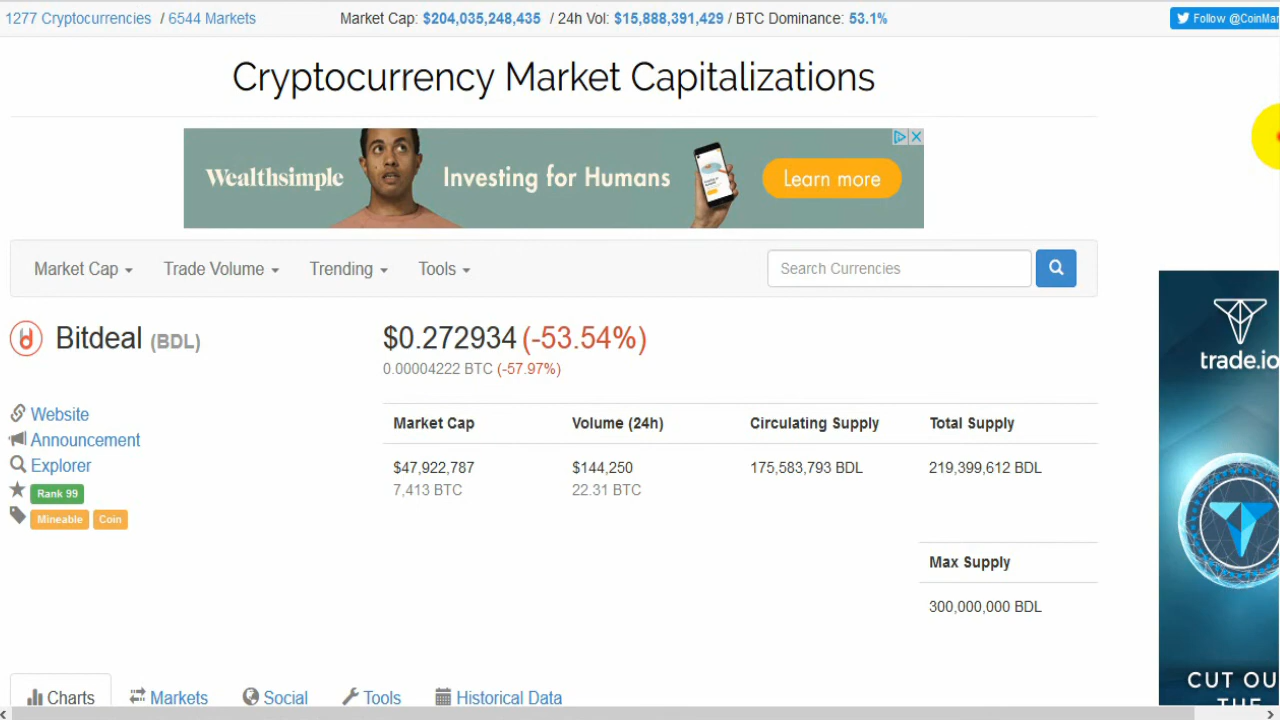 1277 Cryptocurrencies / 6544 Markets Market Cap: $204,035,248,435 / 24h Vol: $15,888,391,429 / BTC Dominance: 53.1% Follow @CoinMar
Cryptocurrency Market Capitalizations
Wealthsimple Investing for Humans Learn more
Market Cap Trade Volume Trending Tools Search Currencies
Bitdeal (BDL) $0.272934 (-53.54%)
0.00004222 BTC (-57.97%)
trade.io
Website Market Cap Volume (24h) Circulating Supply Total Supply
Announcement
Explorer $47,922,787 $144,250 175,583,793 BDL 219,399,612 BDL
Rank 99 7,413 BTC 22.31 BTC
Mineable Coin
Max Supply
300,000,000 BDL
CUT OU
THE
Charts Markets Social Tools Historical Data